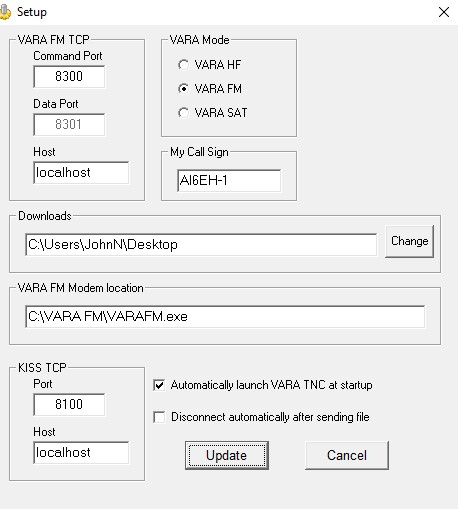 Setup
VARA FM TCP
Command Port
8300
Data Port
8301
Host
localhost
VARA Mode
VARA HF
VARA FM
VARA SAT
My Call Sign
AI6EH-1
Downloads
C:\Users\JohnN\Desktop
Change
VARA FM Modem location
C:\VARA FM\VARAFM.exe
KISS TCP
Port
8100
Host
localhost
Automatically launch VARA TNC at startup
Disconnect automatically after sending file
Update
Cancel